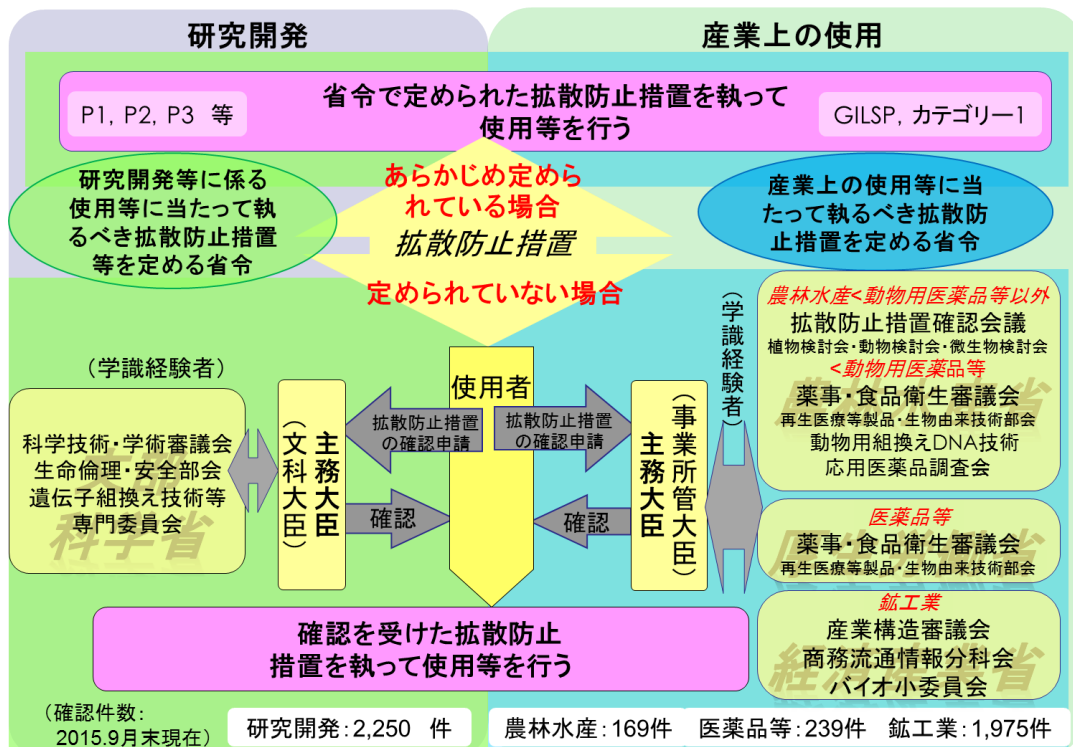 研究開発
産業上の使用
省令で定められた拡散防止措置を執って
使用等を行う
P1, P2, P3 等
GILSP, カテゴリー1
研究開発等に係る
使用等に当たって執
るべき拡散防止措置
等を定める省令
あらかじめ定めら
れている場合
拡散防止措置
定められていない場合
産業上の使用等に当
たって執るべき拡散防
止措置を定める省令
(学識経験者)
科学技術・学術審議会
生命倫理・安全部会
遺伝子組換え技術等
専門委員会
文部
科学省
主務大臣
(文科大臣)
使用者
拡散防止措置
の確認申請
拡散防止措置
の確認申請
確認
確認
主務大臣
(事業所管大臣)
(学識経験者)
農林水産<動物用医薬品等以外
拡散防止措置確認会議
植物検討会・動物検討会・微生物検討会
<動物用医薬品等
薬事・食品衛生審議会
再生医療等製品・生物由来技術部会
動物用組換えDNA技術
応用医薬品調査会
農林水産省
医薬品等
薬事・食品衛生審議会
再生医療等製品・生物由来技術部会
厚生労働省
鉱工業
産業構造審議会
商務流通情報分科会
バイオ小委員会
経済産業省
確認を受けた拡散防止
措置を執って使用等を行う
(確認件数:
2015.9月末現在)
研究開発:2,250 件
農林水産:169件
医薬品等:239件
鉱工業:1,975件